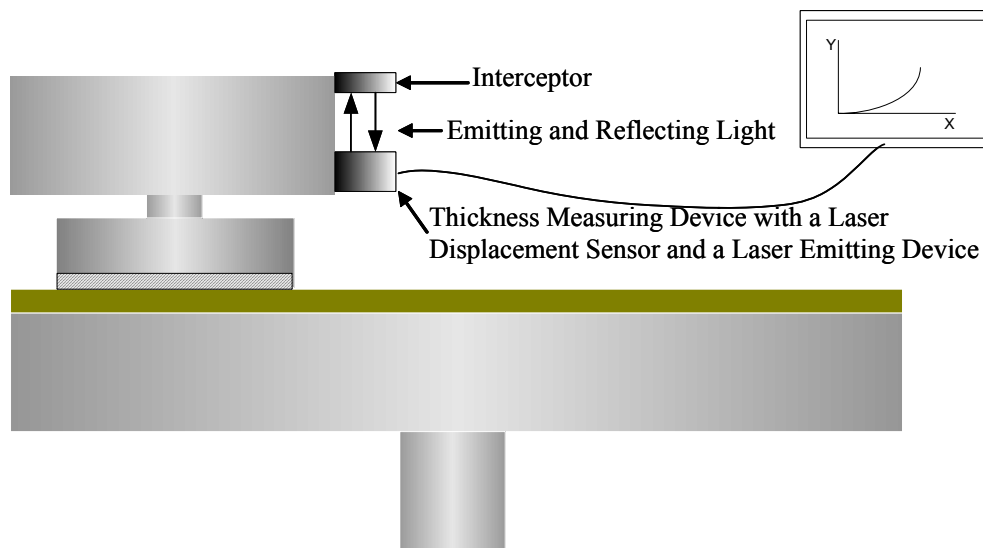 Interceptor
Emitting and Reflecting Light
Thickness Measuring Device with a Laser
Displacement Sensor and a Laser Emitting Device
Y
X